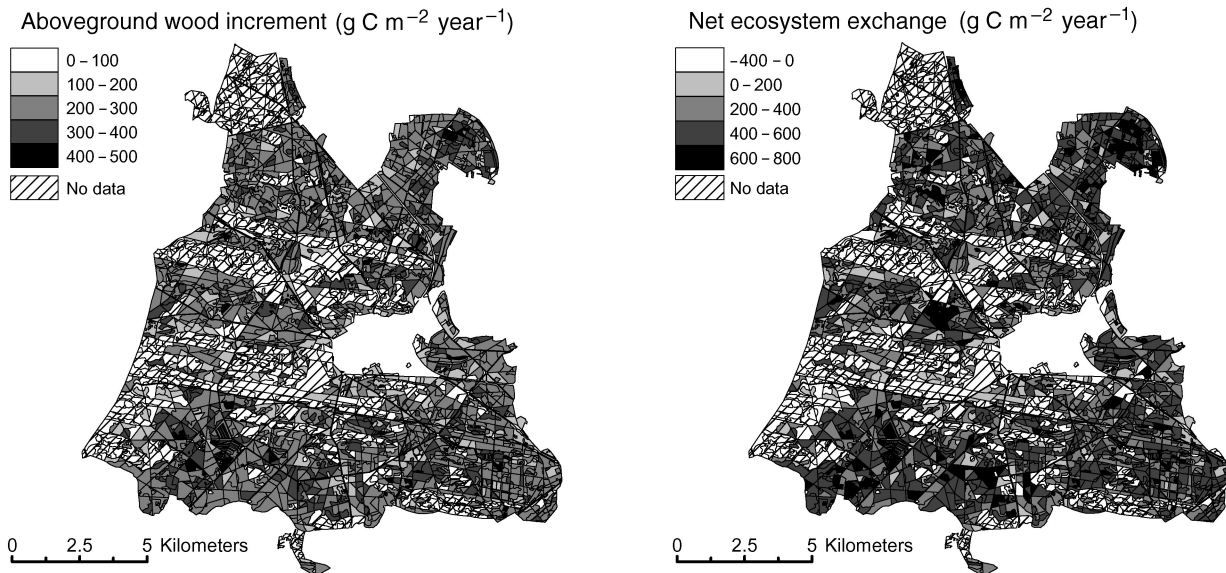 Aboveground wood increment (g C m−2 year−1)
0 – 100
100 – 200
200 – 300
300 – 400
400 – 500
No data
0 2.5 5 Kilometers
Net ecosystem exchange (g C m−2 year−1)
−400 – 0
0 – 200
200 – 400
400 – 600
600 – 800
No data
0 2.5 5 Kilometers